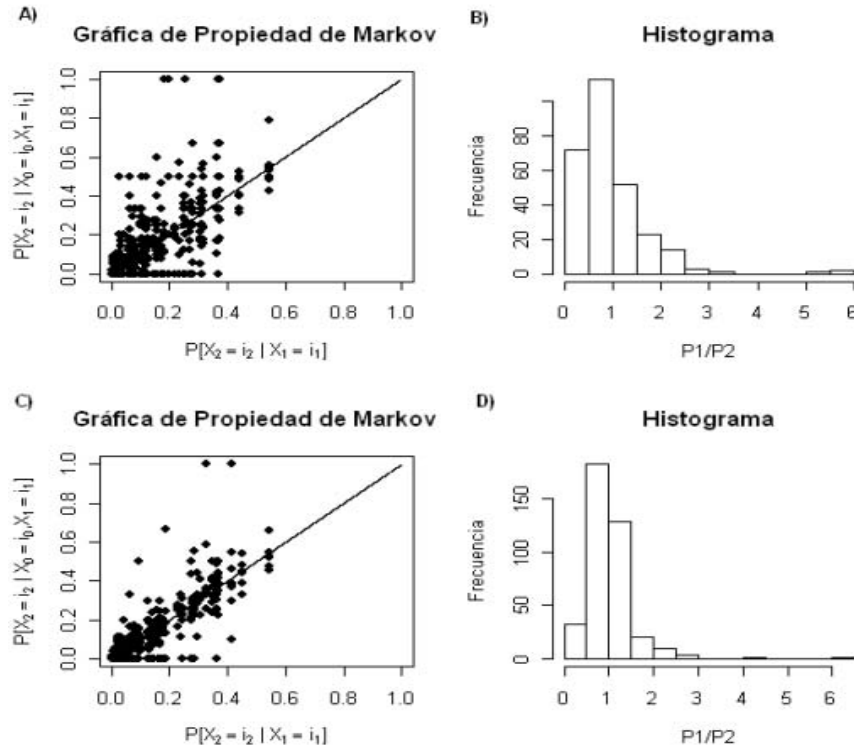 A)
Gráfica de Propiedad de Markov
P[X₂ = i₂ | X₀ = i₀,X₁ = i₁]
0.0 0.2 0.4 0.6 0.8 1.0
0.0 0.2 0.4 0.6 0.8 1.0
P[X₂ = i₂ | X₁ = i₁]
B)
Histograma
Frecuencia
0 20 40 60 80
0 1 2 3 4 5 6
P1/P2
C)
Gráfica de Propiedad de Markov
P[X₂ = i₂ | X₀ = i₀,X₁ = i₁]
0.0 0.2 0.4 0.6 0.8 1.0
0.0 0.2 0.4 0.6 0.8 1.0
P[X₂ = i₂ | X₁ = i₁]
D)
Histograma
Frecuencia
0 50 100 150
0 1 2 3 4 5 6
P1/P2